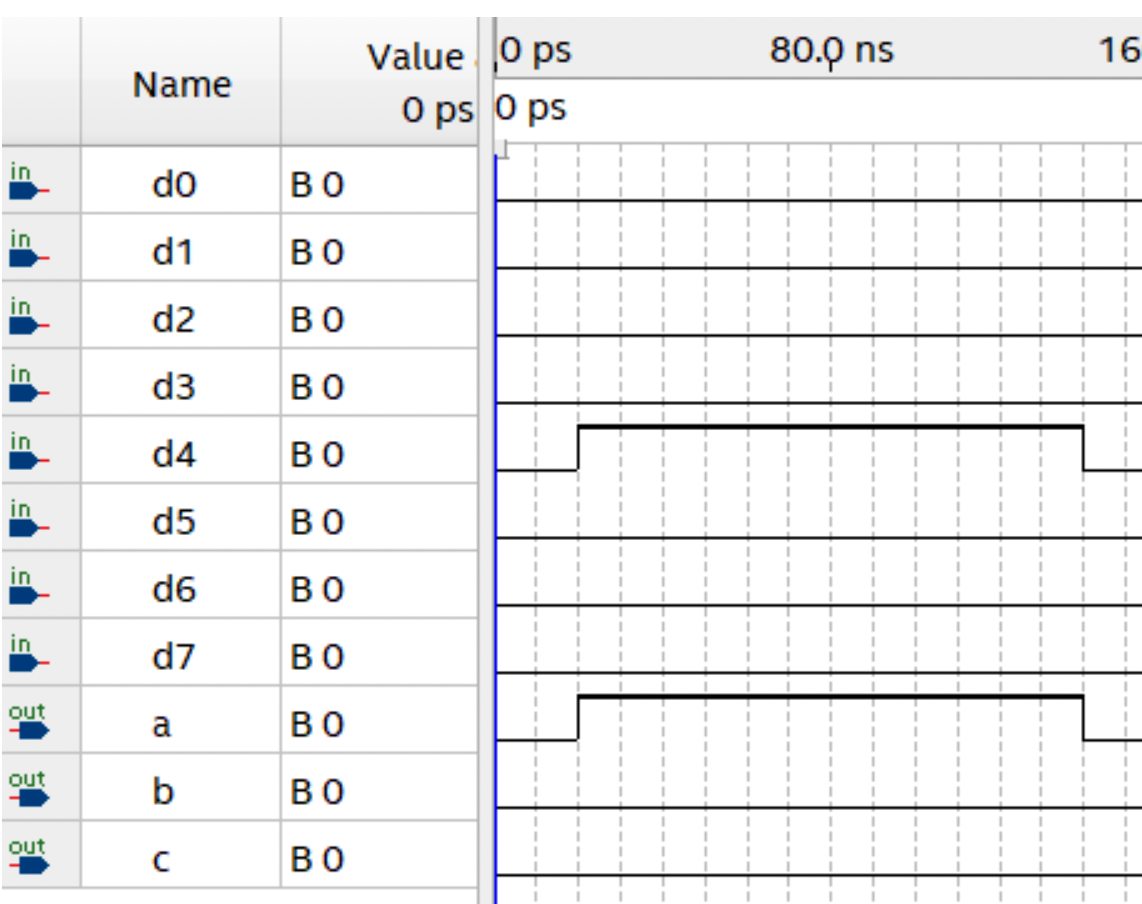 Name Value 0 ps 80.0 ns 16
0 ps 0 ps
in d0 B 0
in d1 B 0
in d2 B 0
in d3 B 0
in d4 B 0
in d5 B 0
in d6 B 0
in d7 B 0
out a B 0
out b B 0
out c B 0